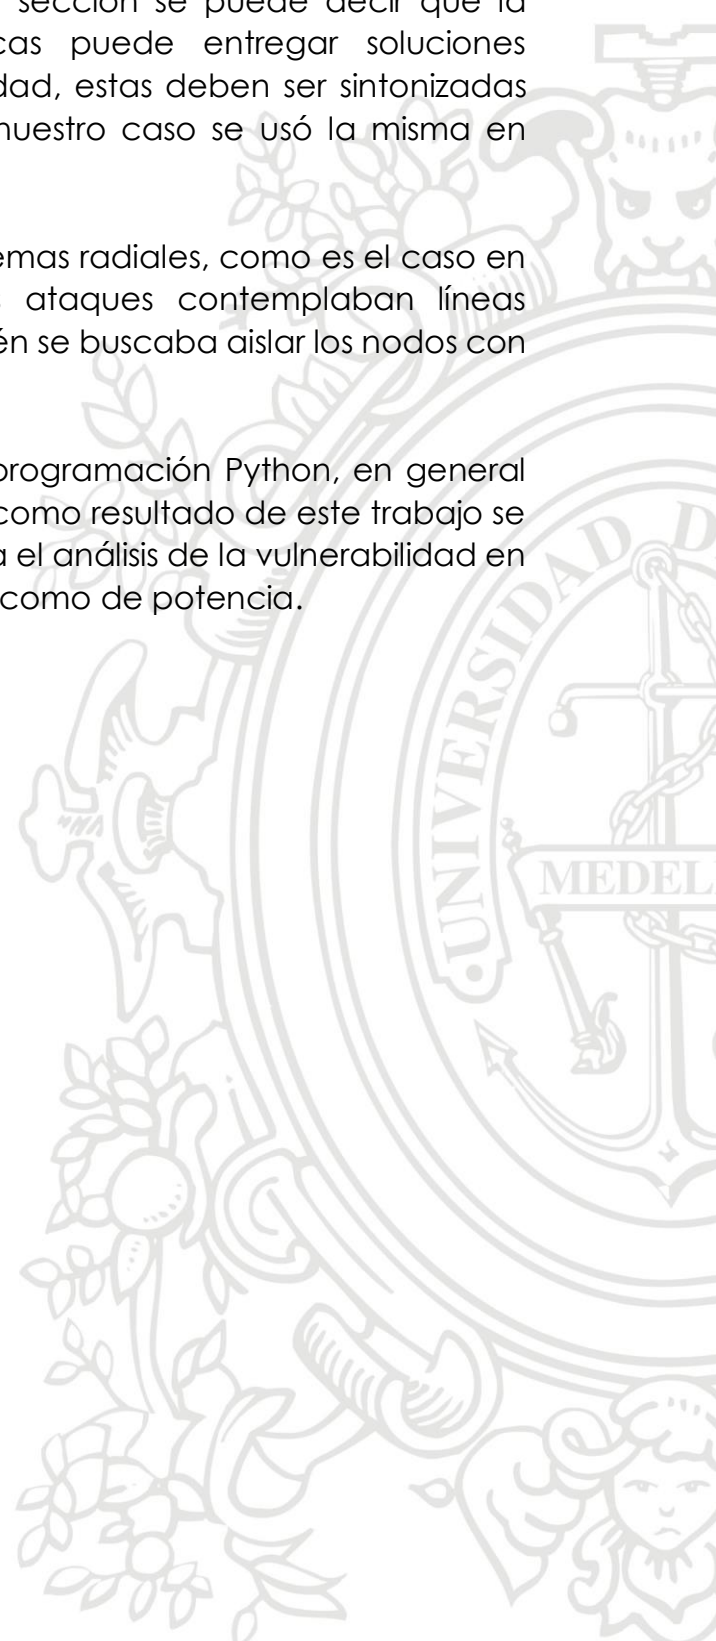 sección se puede decir que la
cas puede entregar soluciones
dad, estas deben ser sintonizadas
nuestro caso se usó la misma en
emas radiales, como es el caso en
ataques contemplaban líneas
én se buscaba aislar los nodos con
programación Python, en general
como resultado de este trabajo se
a el análisis de la vulnerabilidad en
como de potencia.
UNIVERSIDAD D
MEDEL